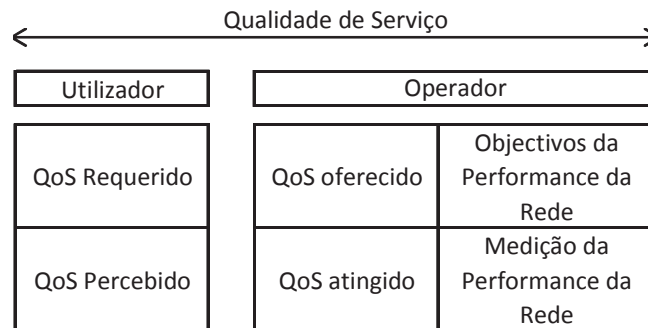 Qualidade de Serviço
Utilizador
Operador
QoS Requerido
QoS oferecido
Objectivos da
Performance da
Rede
QoS Percebido
QoS atingido
Medição da
Performance da
Rede